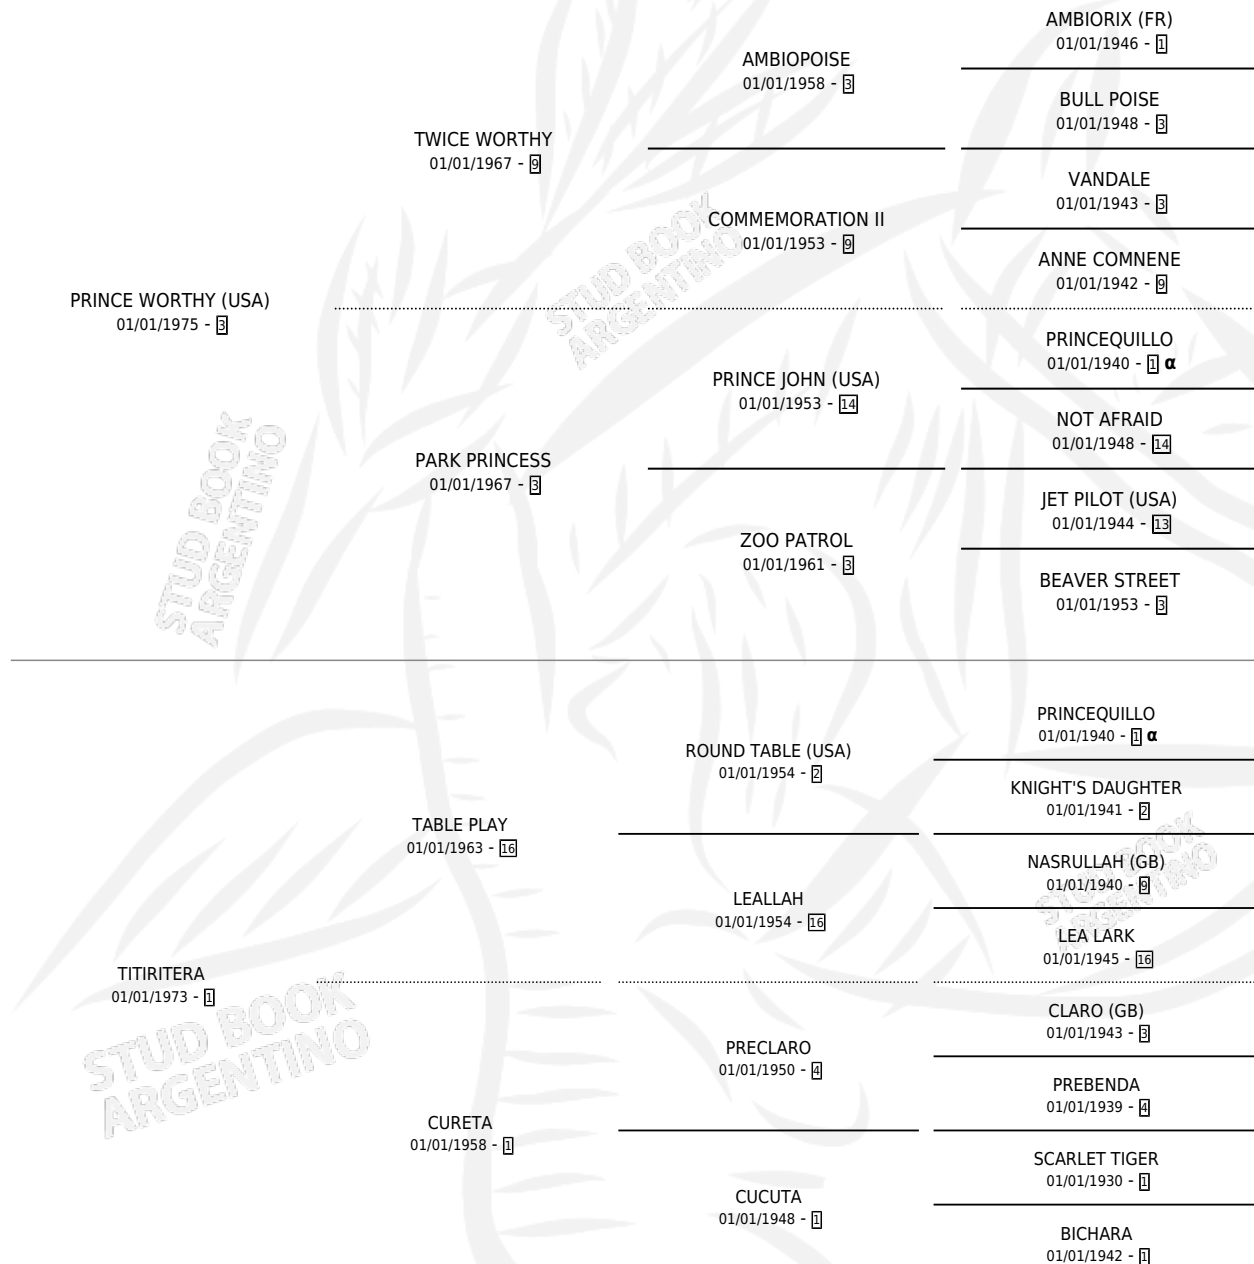 AMBIORIX (FR)
01/01/1946 - 1
AMBIOPOISE
01/01/1958 - 3
BULL POISE
01/01/1948 - 3
TWICE WORTHY
01/01/1967 - 9
VANDALE
01/01/1943 - 3
COMMEMORATION II
01/01/1953 - 9
ANNE COMNENE
01/01/1942 - 9
PRINCE WORTHY (USA)
01/01/1975 - 3
STUD BOOK
ARGENTINO
PRINCEQUILLO
01/01/1940 - 1 α
PRINCE JOHN (USA)
01/01/1953 - 14
NOT AFRAID
01/01/1948 - 14
PARK PRINCESS
01/01/1967 - 3
JET PILOT (USA)
01/01/1944 - 13
ZOO PATROL
01/01/1961 - 3
BEAVER STREET
01/01/1953 - 3
STUD BOOK
ARGENTINO
PRINCEQUILLO
01/01/1940 - 1 α
ROUND TABLE (USA)
01/01/1954 - 2
KNIGHT'S DAUGHTER
01/01/1941 - 2
TABLE PLAY
01/01/1963 - 16
NASRULLAH (GB)
01/01/1940 - 9
LEALLAH
01/01/1954 - 16
LEA LARK
01/01/1945 - 16
STUD BOOK
ARGENTINO
TITIRITERA
01/01/1973 - 1
STUD BOOK
ARGENTINO
CLARO (GB)
01/01/1943 - 3
PRECLARO
01/01/1950 - 4
PREBENDA
01/01/1939 - 4
CURETA
01/01/1958 - 1
SCARLET TIGER
01/01/1930 - 1
CUCUTA
01/01/1948 - 1
BICHARA
01/01/1942 - 1